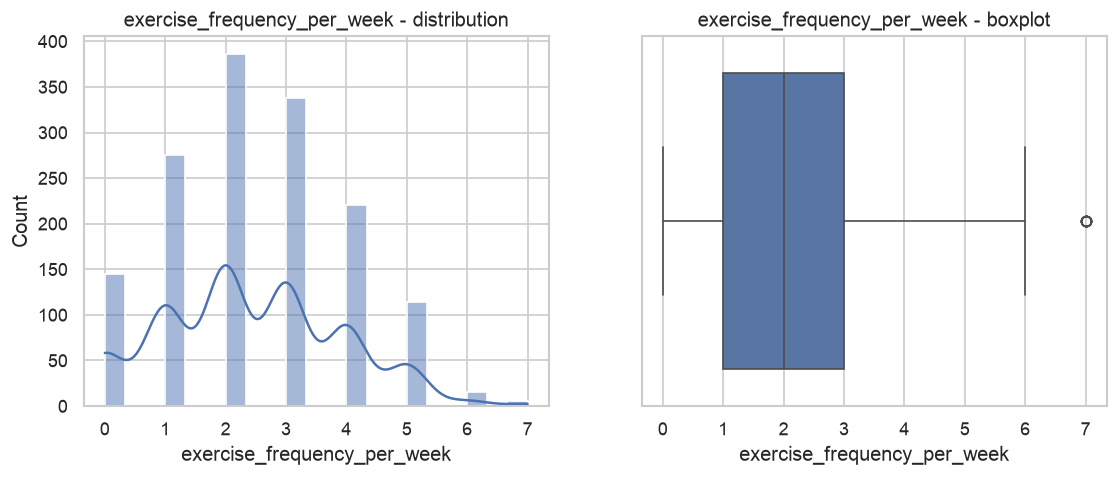 exercise_frequency_per_week - distribution
400
350
300
250
200
150
100
50
0
Count
0 1 2 3 4 5 6 7
exercise_frequency_per_week
exercise_frequency_per_week - boxplot
0 1 2 3 4 5 6 7
exercise_frequency_per_week